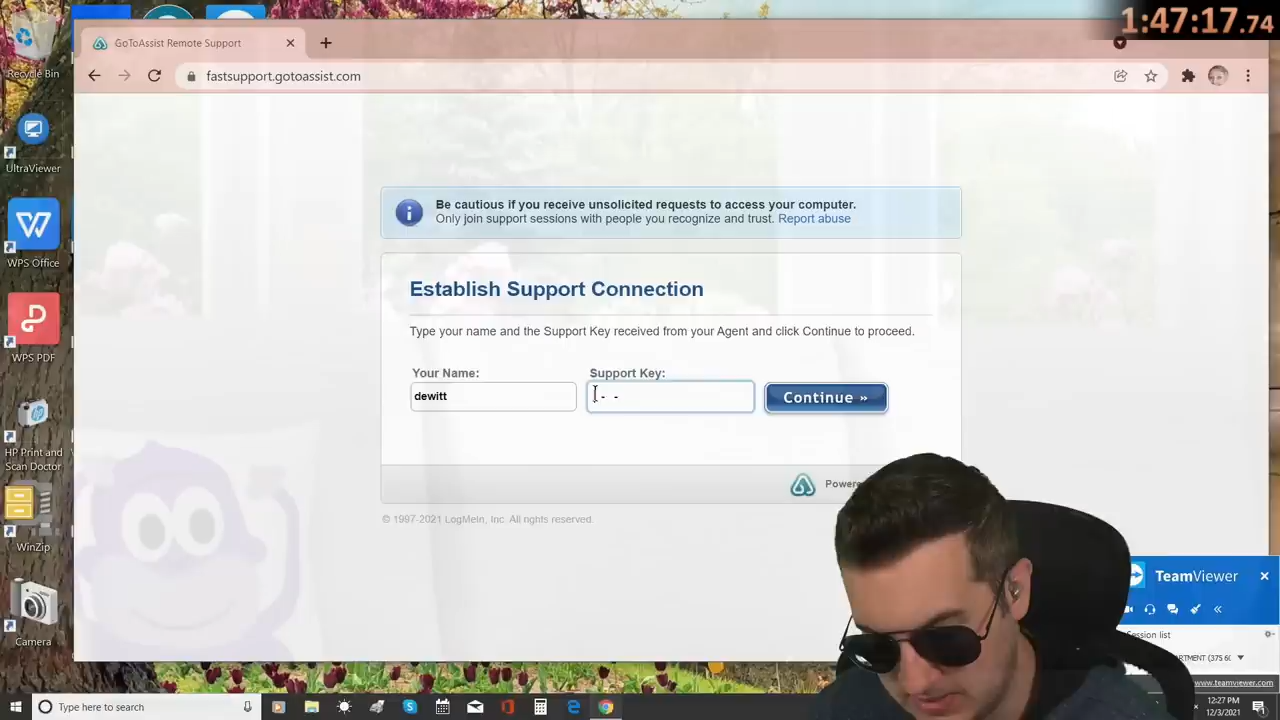 1:47:17.74
GoToAssist Remote Support
fastsupport.gotoassist.com
Recycle Bin
UltraViewer
WPS Office
WPS PDF
HP Print and
Scan Doctor
WinZip
Camera
Be cautious if you receive unsolicited requests to access your computer.
Only join support sessions with people you recognize and trust. Report abuse
Establish Support Connection
Type your name and the Support Key received from your Agent and click Continue to proceed.
Your Name:
Support Key:
dewitt
- -
Continue »
Powere
© 1997-2021 LogMeIn, Inc. All rights reserved.
TeamViewer
Session list
ARTMENT (37S 6
www.teamviewer.com
Type here to search
12:27 PM
12/3/2021